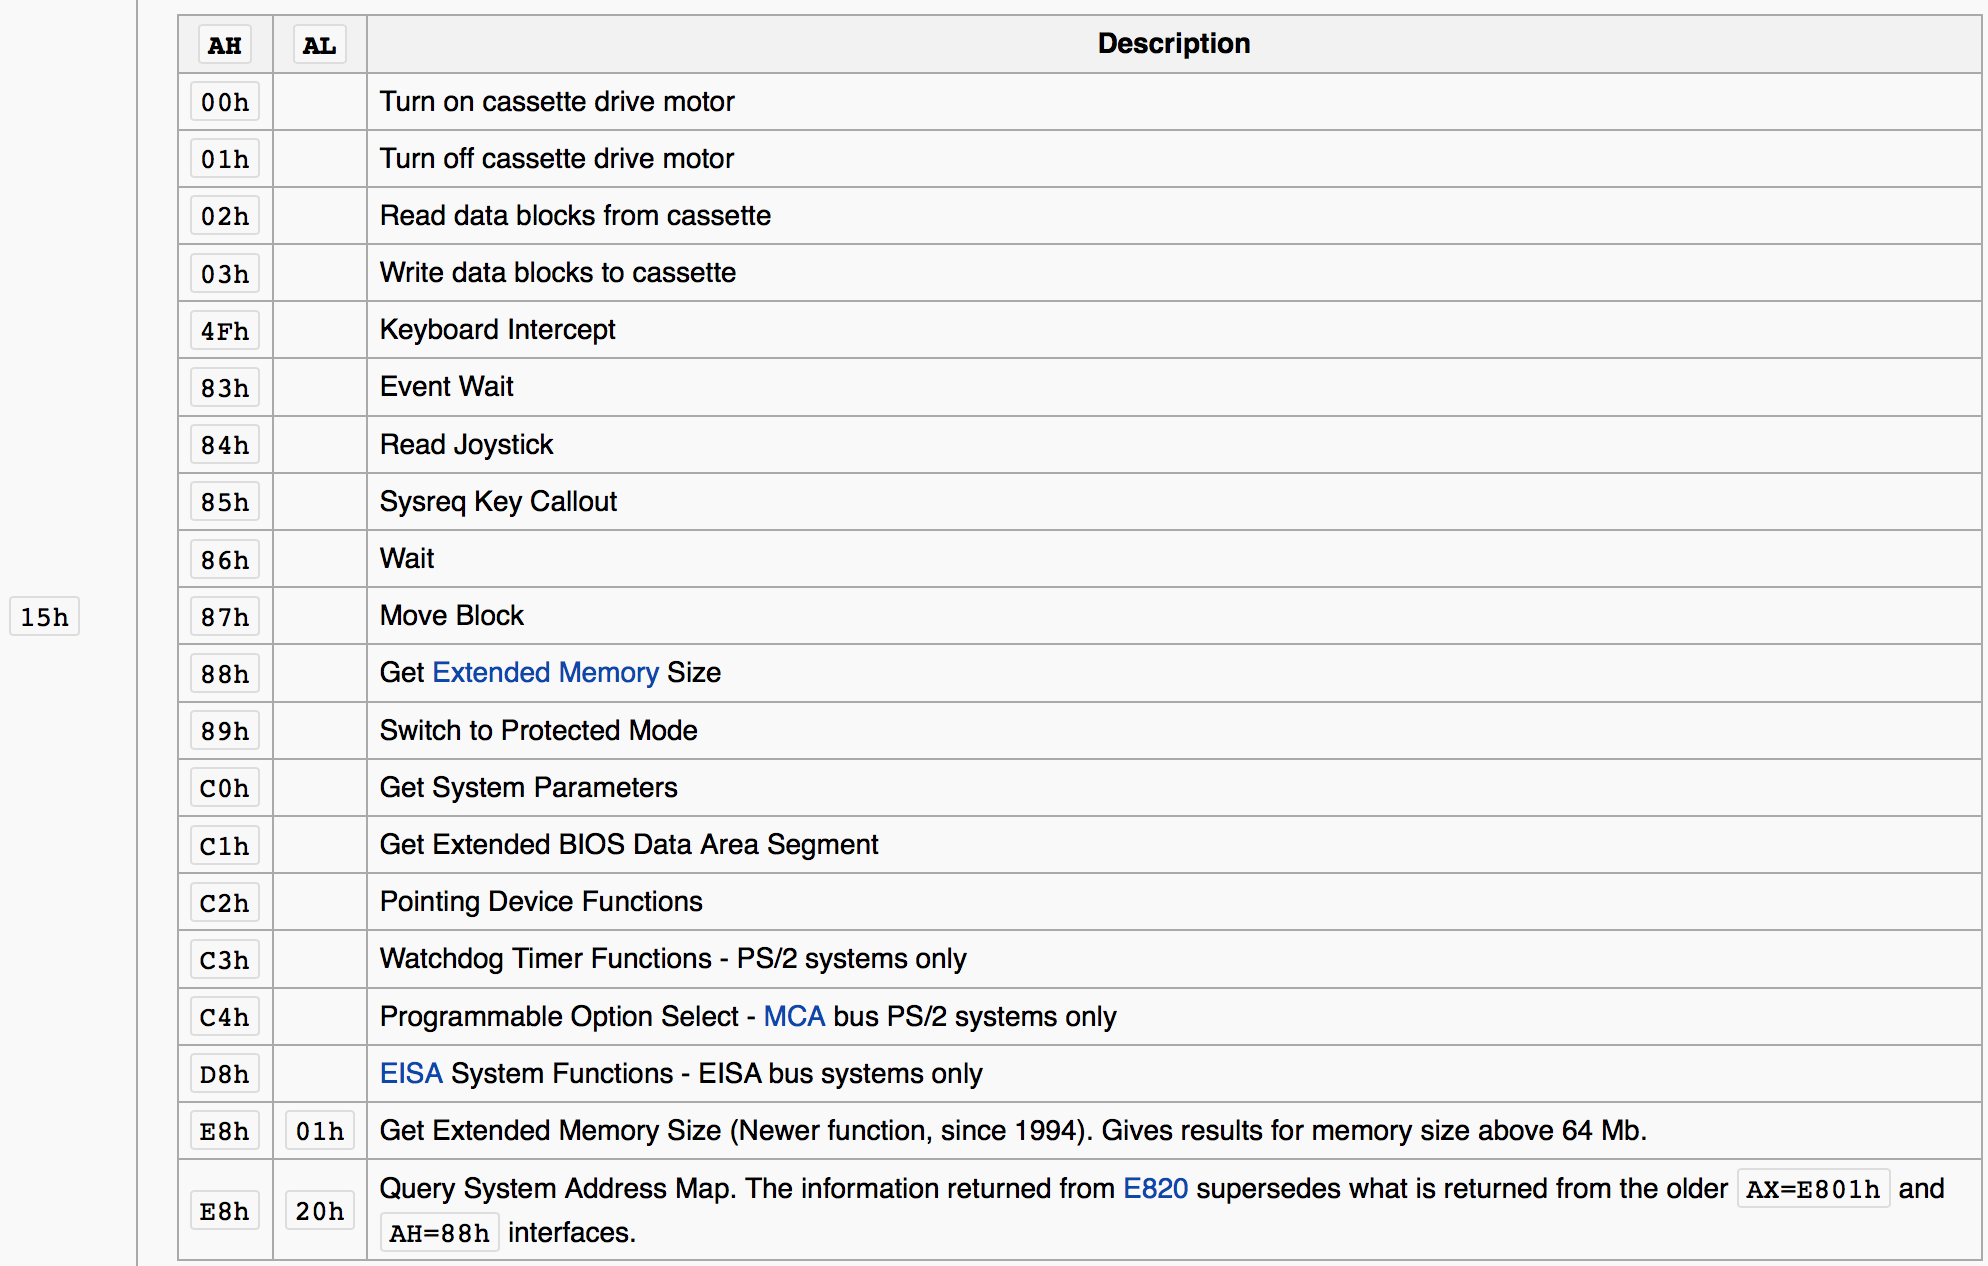 AH AL Description
00h Turn on cassette drive motor
01h Turn off cassette drive motor
02h Read data blocks from cassette
03h Write data blocks to cassette
4Fh Keyboard Intercept
83h Event Wait
84h Read Joystick
85h Sysreq Key Callout
86h Wait
15h 87h Move Block
88h Get Extended Memory Size
89h Switch to Protected Mode
C0h Get System Parameters
C1h Get Extended BIOS Data Area Segment
C2h Pointing Device Functions
C3h Watchdog Timer Functions - PS/2 systems only
C4h Programmable Option Select - MCA bus PS/2 systems only
D8h EISA System Functions - EISA bus systems only
E8h 01h Get Extended Memory Size (Newer function, since 1994). Gives results for memory size above 64 Mb.
E8h 20h Query System Address Map. The information returned from E820 supersedes what is returned from the older AX=E801h and
AH=88h interfaces.